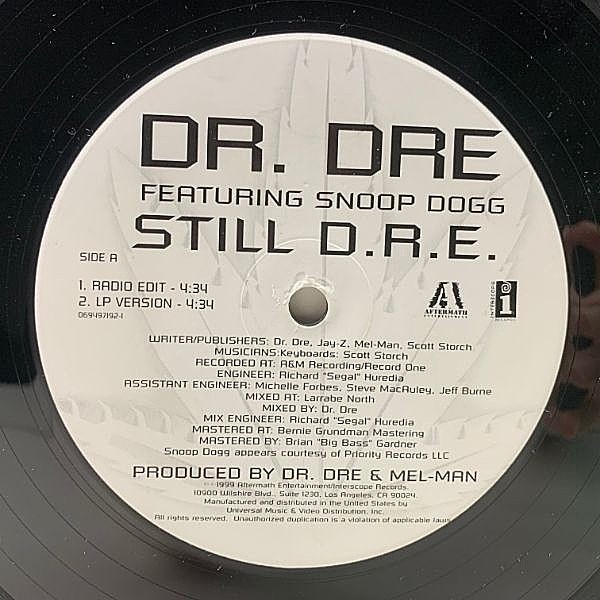 DR. DRE
FEATURING SNOOP DOGG
STILL D.R.E.
SIDE A
1. RADIO EDIT - 4:34
2. LP VERSION - 4:34
069497192-1
A
AFTERMATH
ENTERTAINMENT
i
INTERSCOPE RECORDS
WRITER/PUBLISHERS: Dr. Dre, Jay-Z, Mel-Man, Scott Storch
MUSICIANS:Keyboards: Scott Storch
RECORDED AT: A&M Recording/Record One
ENGINEER: Richard "Segal" Huredia
ASSISTANT ENGINEER: Michelle Forbes, Steve MacAuley, Jeff Burne
MIXED AT: Larrabe North
MIXED BY: Dr. Dre
MIX ENGINEER: Richard "Segal" Huredia
MASTERED AT: Bernie Grundman Mastering
MASTERED BY: Brian "Big Bass" Gardner
Snoop Dogg appears courtesy of Priority Records LLC
PRODUCED BY DR. DRE & MEL-MAN
1999 Aftermath Entertainment/Interscope Records.
10900 Wilshire Blvd., Suite 1230, Los Angeles, CA 90024.
Manufactured and distributed in the United States by
Universal Music & Video Distribution, Inc.
All rights reserved. Unauthorized duplication is a violation of applicable laws